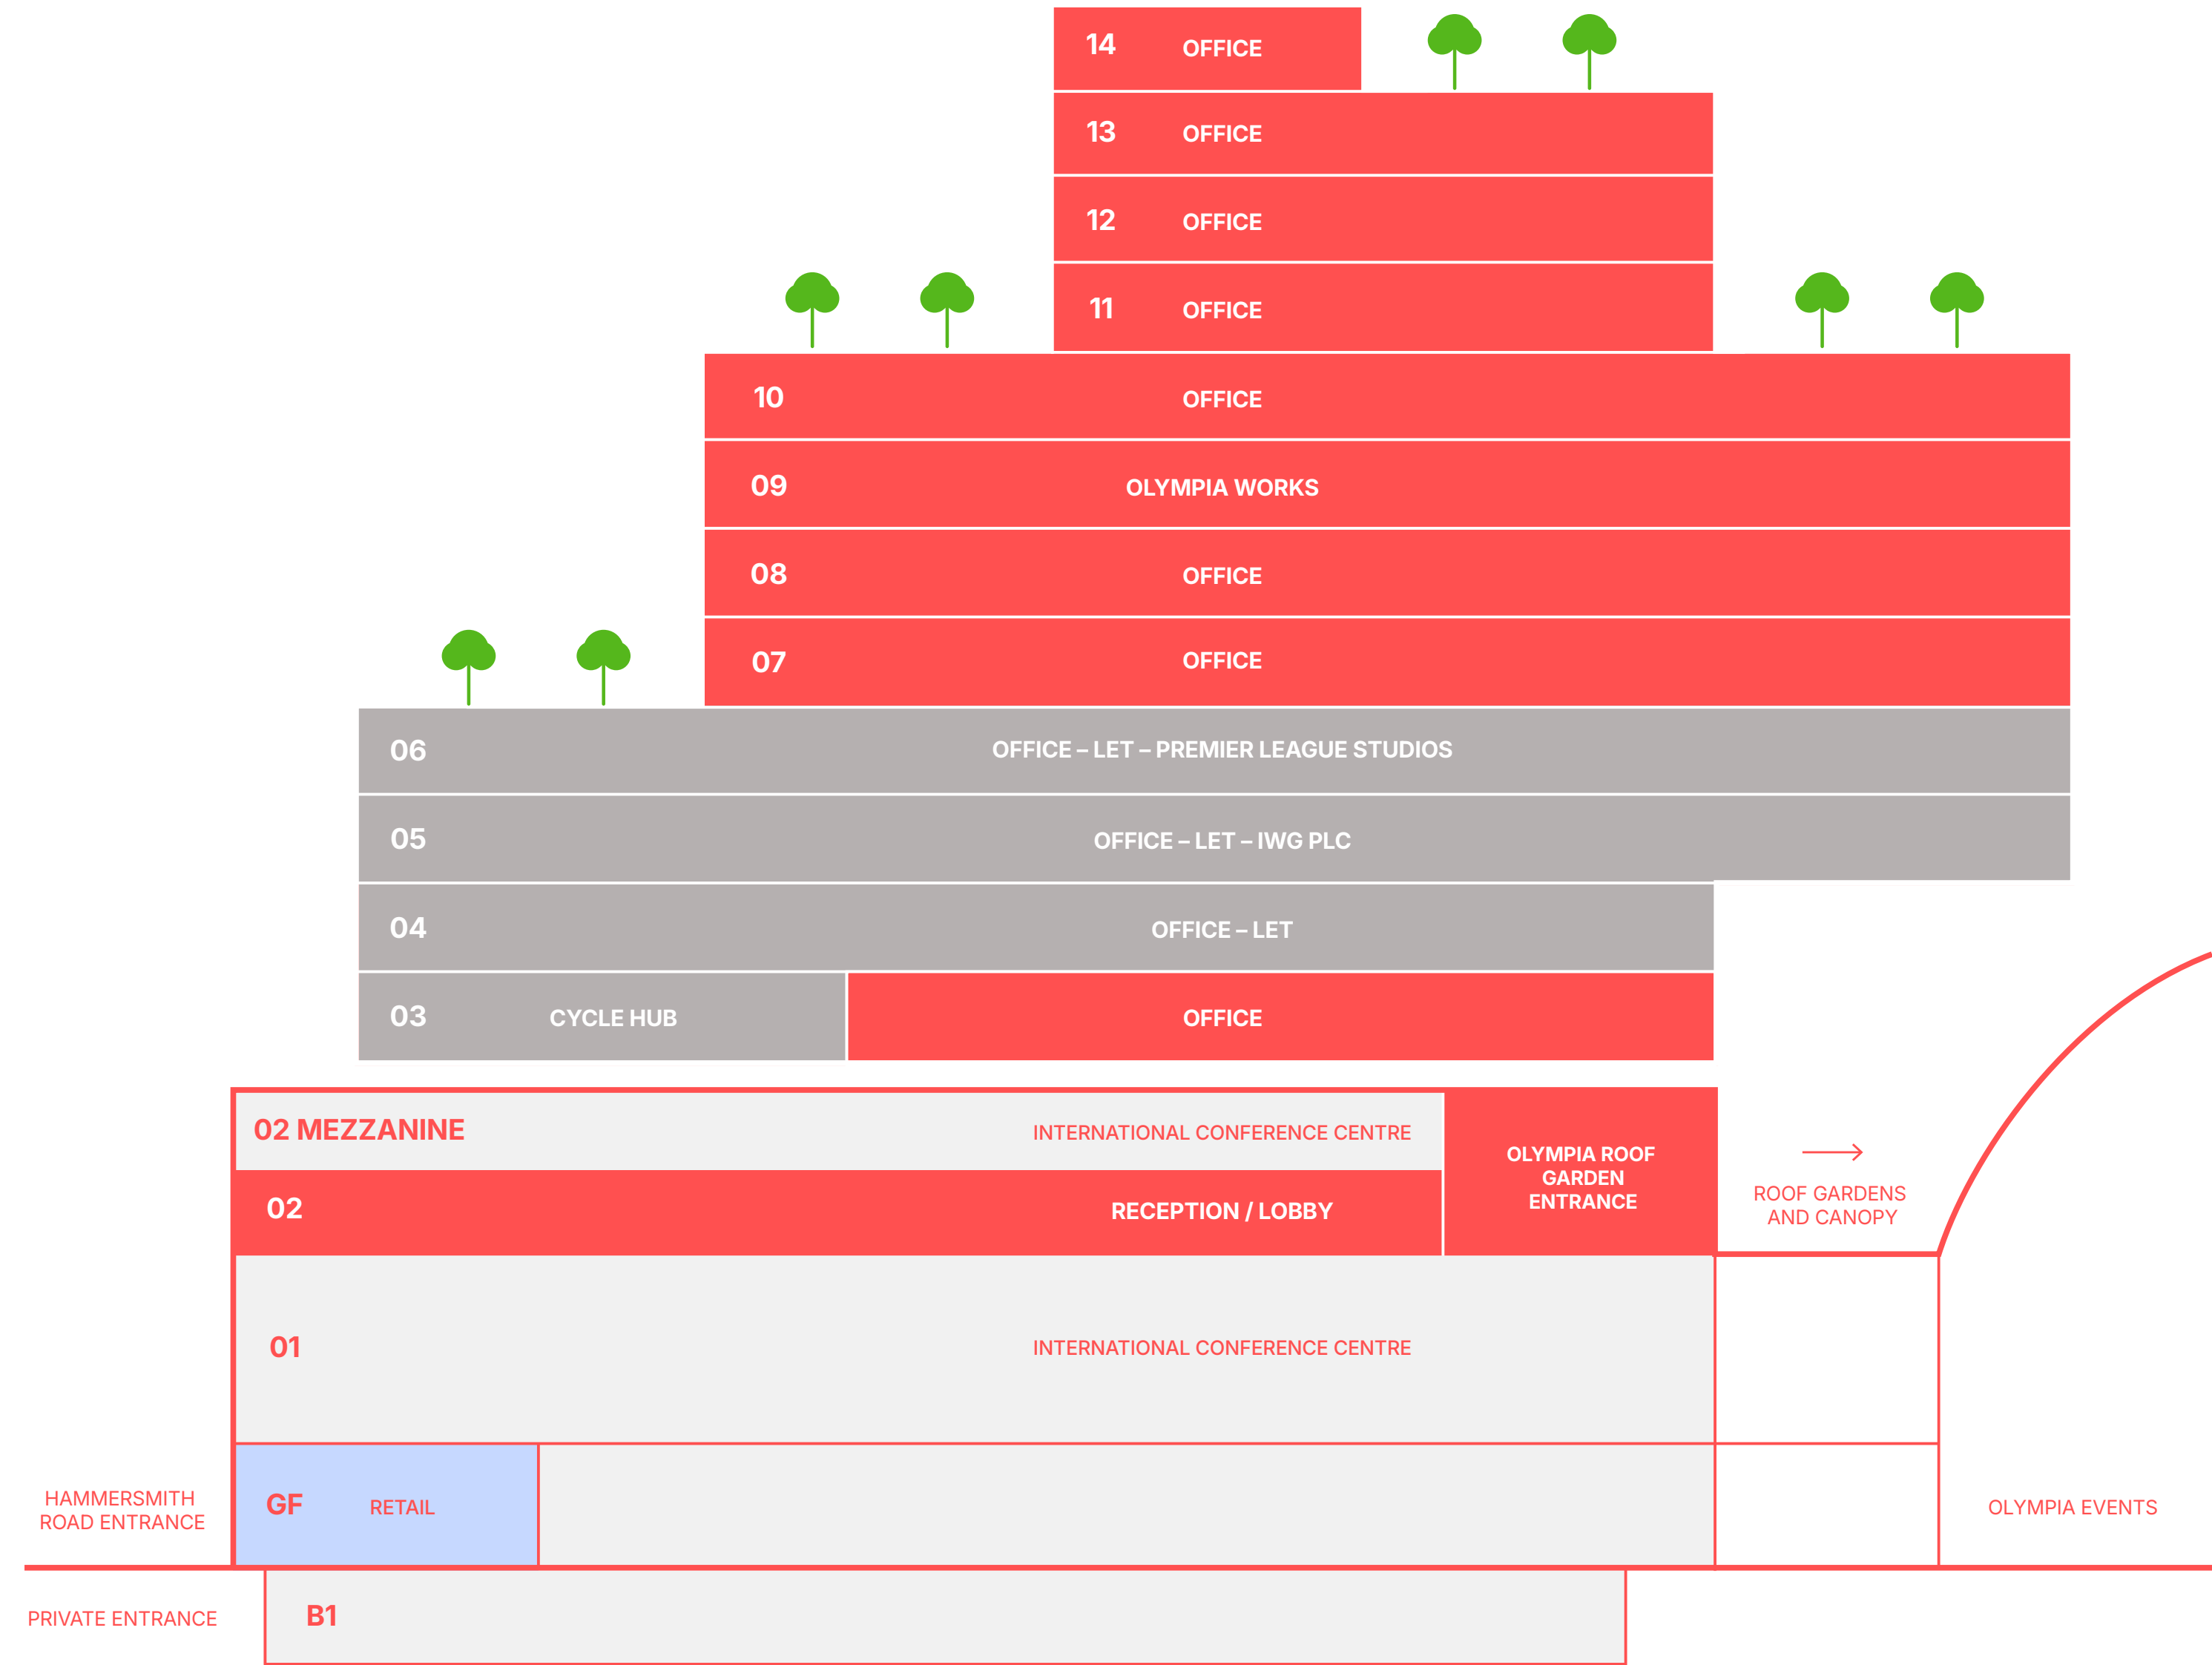 14 OFFICE
13 OFFICE
12 OFFICE
11 OFFICE
10 OFFICE
09 OLYMPIA WORKS
08 OFFICE
07 OFFICE
06 OFFICE – LET – PREMIER LEAGUE STUDIOS
05 OFFICE – LET – IWG PLC
04 OFFICE – LET
03 CYCLE HUB OFFICE
02 MEZZANINE INTERNATIONAL CONFERENCE CENTRE
OLYMPIA ROOF
GARDEN
ENTRANCE
ROOF GARDENS
AND CANOPY
02 RECEPTION / LOBBY
01 INTERNATIONAL CONFERENCE CENTRE
HAMMERSMITH
ROAD ENTRANCE
GF RETAIL
OLYMPIA EVENTS
PRIVATE ENTRANCE
B1